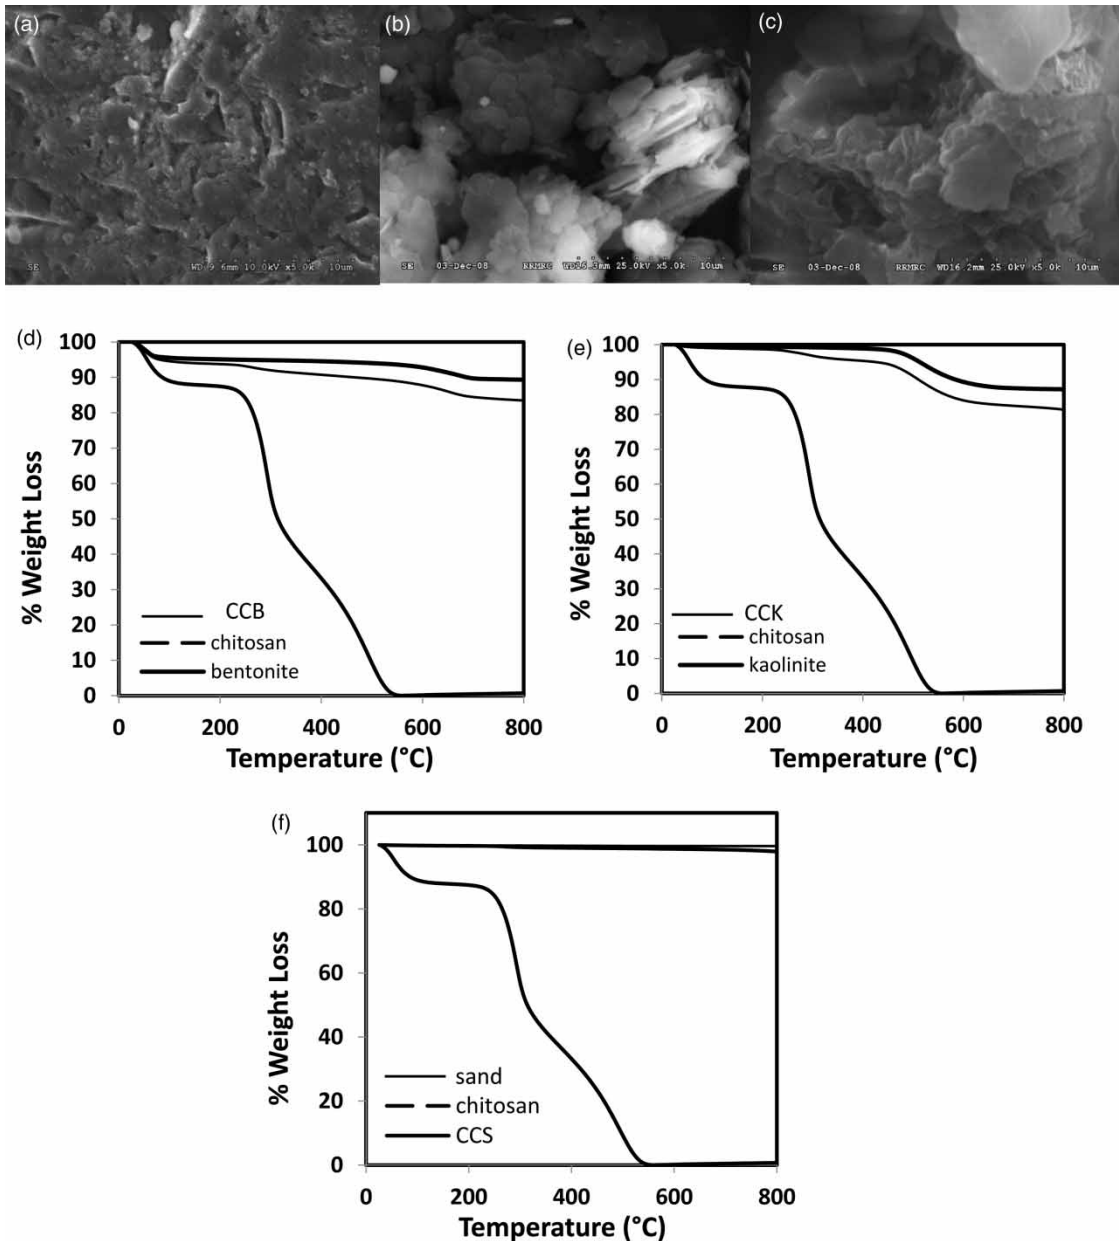 (a)
SE WD 9.6mm 10.0kV x5.0k 10um
(b)
SE 03-Dec-08 RRMRC WD16.3mm 25.0kV x5.0k 10um
(c)
SE 03-Dec-08 RRMRC WD16.2mm 25.0kV x5.0k 10um
(d)
% Weight Loss
100
90
80
70
60
50
40
30
20
10
0
CCB
chitosan
bentonite
0 200 400 600 800
Temperature (°C)
(e)
% Weight Loss
100
90
80
70
60
50
40
30
20
10
0
CCK
chitosan
kaolinite
0 200 400 600 800
Temperature (°C)
(f)
% Weight Loss
100
80
60
40
20
0
sand
chitosan
CCS
0 200 400 600 800
Temperature (°C)